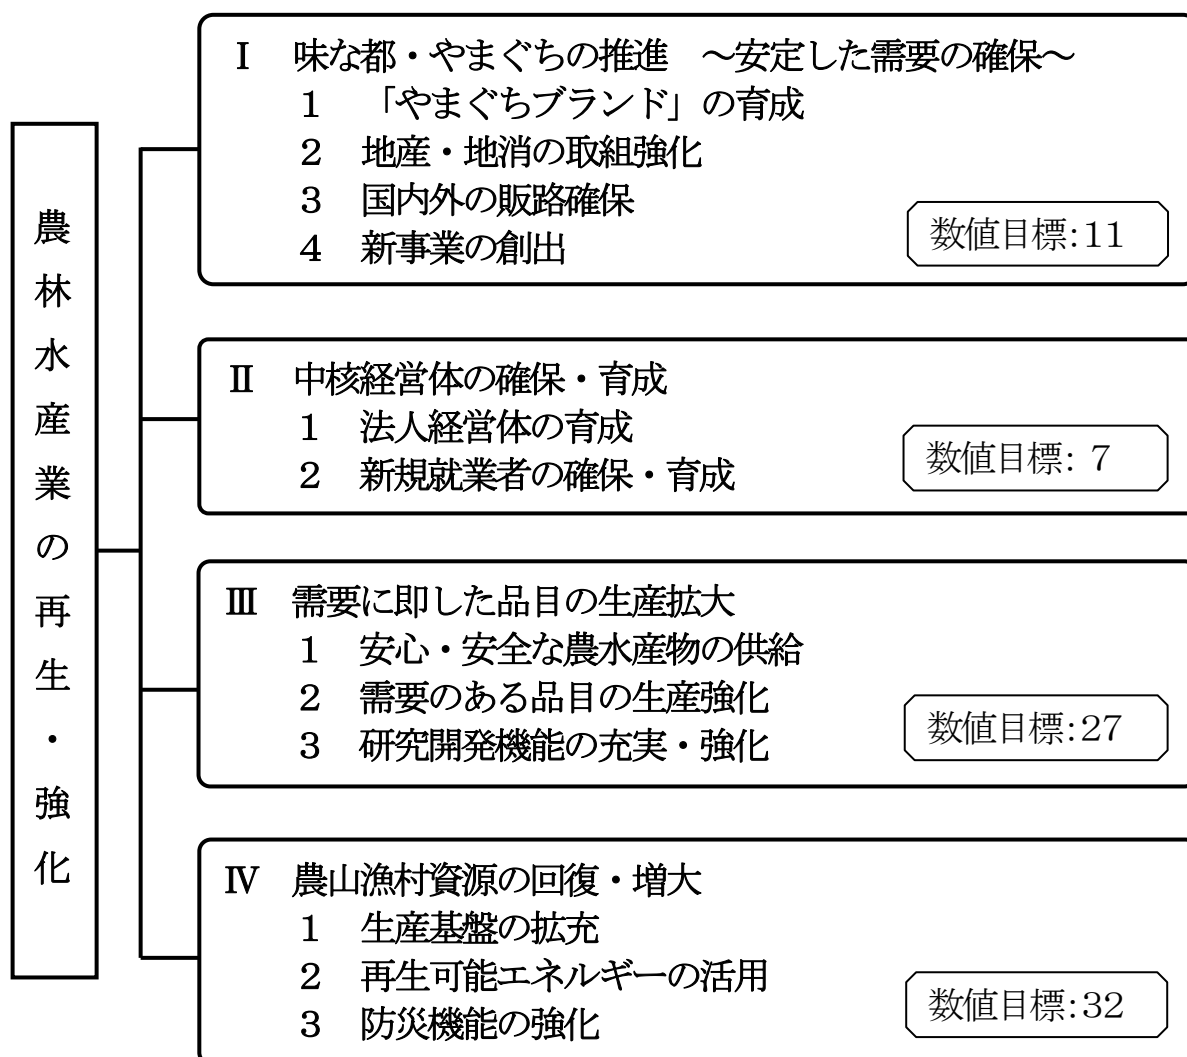 農林水産業の再生・強化
Ⅰ 味な都・やまぐちの推進 ～安定した需要の確保～
1 「やまぐちブランド」の育成
2 地産・地消の取組強化
3 国内外の販路確保
4 新事業の創出
数値目標:11
Ⅱ 中核経営体の確保・育成
1 法人経営体の育成
2 新規就業者の確保・育成
数値目標: 7
Ⅲ 需要に即した品目の生産拡大
1 安心・安全な農水産物の供給
2 需要のある品目の生産強化
3 研究開発機能の充実・強化
数値目標:27
Ⅳ 農山漁村資源の回復・増大
1 生産基盤の拡充
2 再生可能エネルギーの活用
3 防災機能の強化
数値目標:32